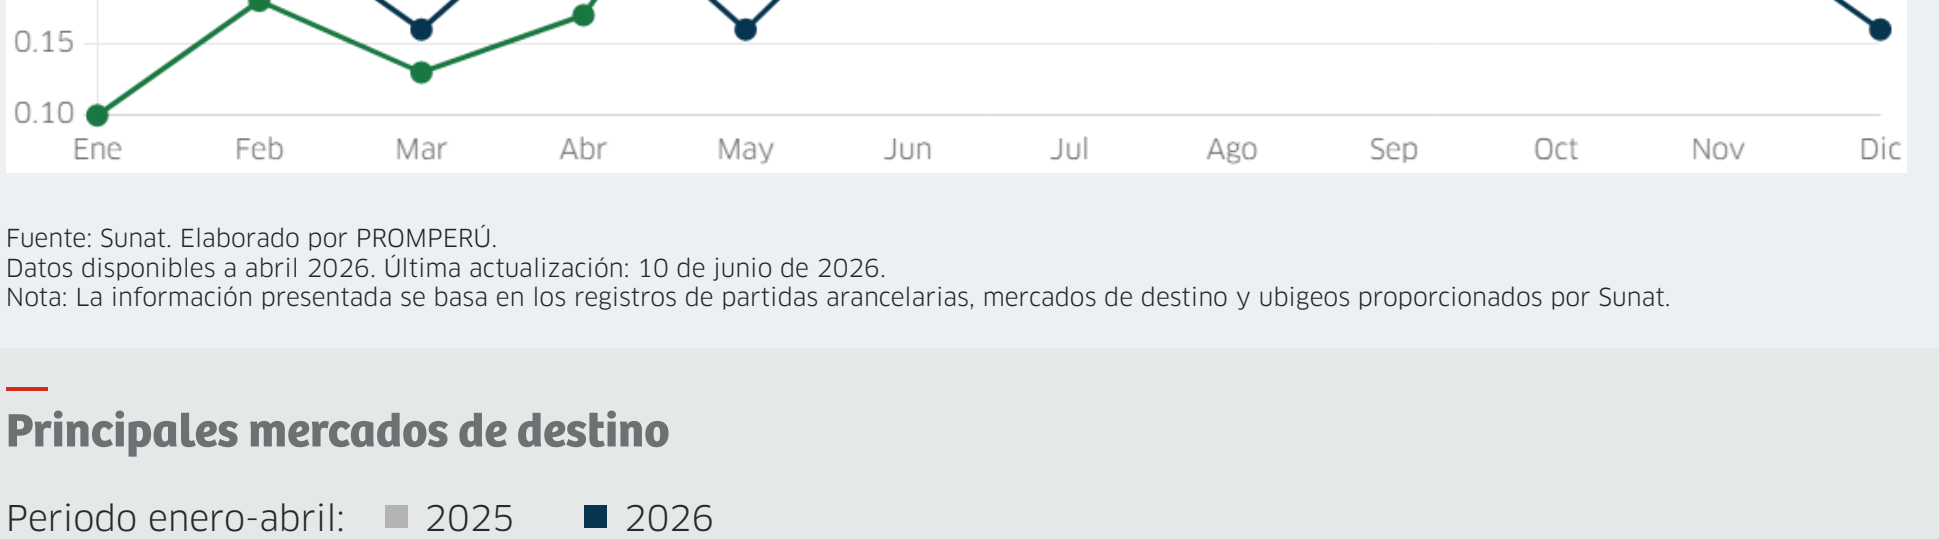 0.15
0.10
Ene Feb Mar Abr May Jun Jul Ago Sep Oct Nov Dic
Fuente: Sunat. Elaborado por PROMPERÚ.
Datos disponibles a abril 2026. Última actualización: 10 de junio de 2026.
Nota: La información presentada se basa en los registros de partidas arancelarias, mercados de destino y ubigeos proporcionados por Sunat.
Principales mercados de destino
Periodo enero-abril: 2025 2026